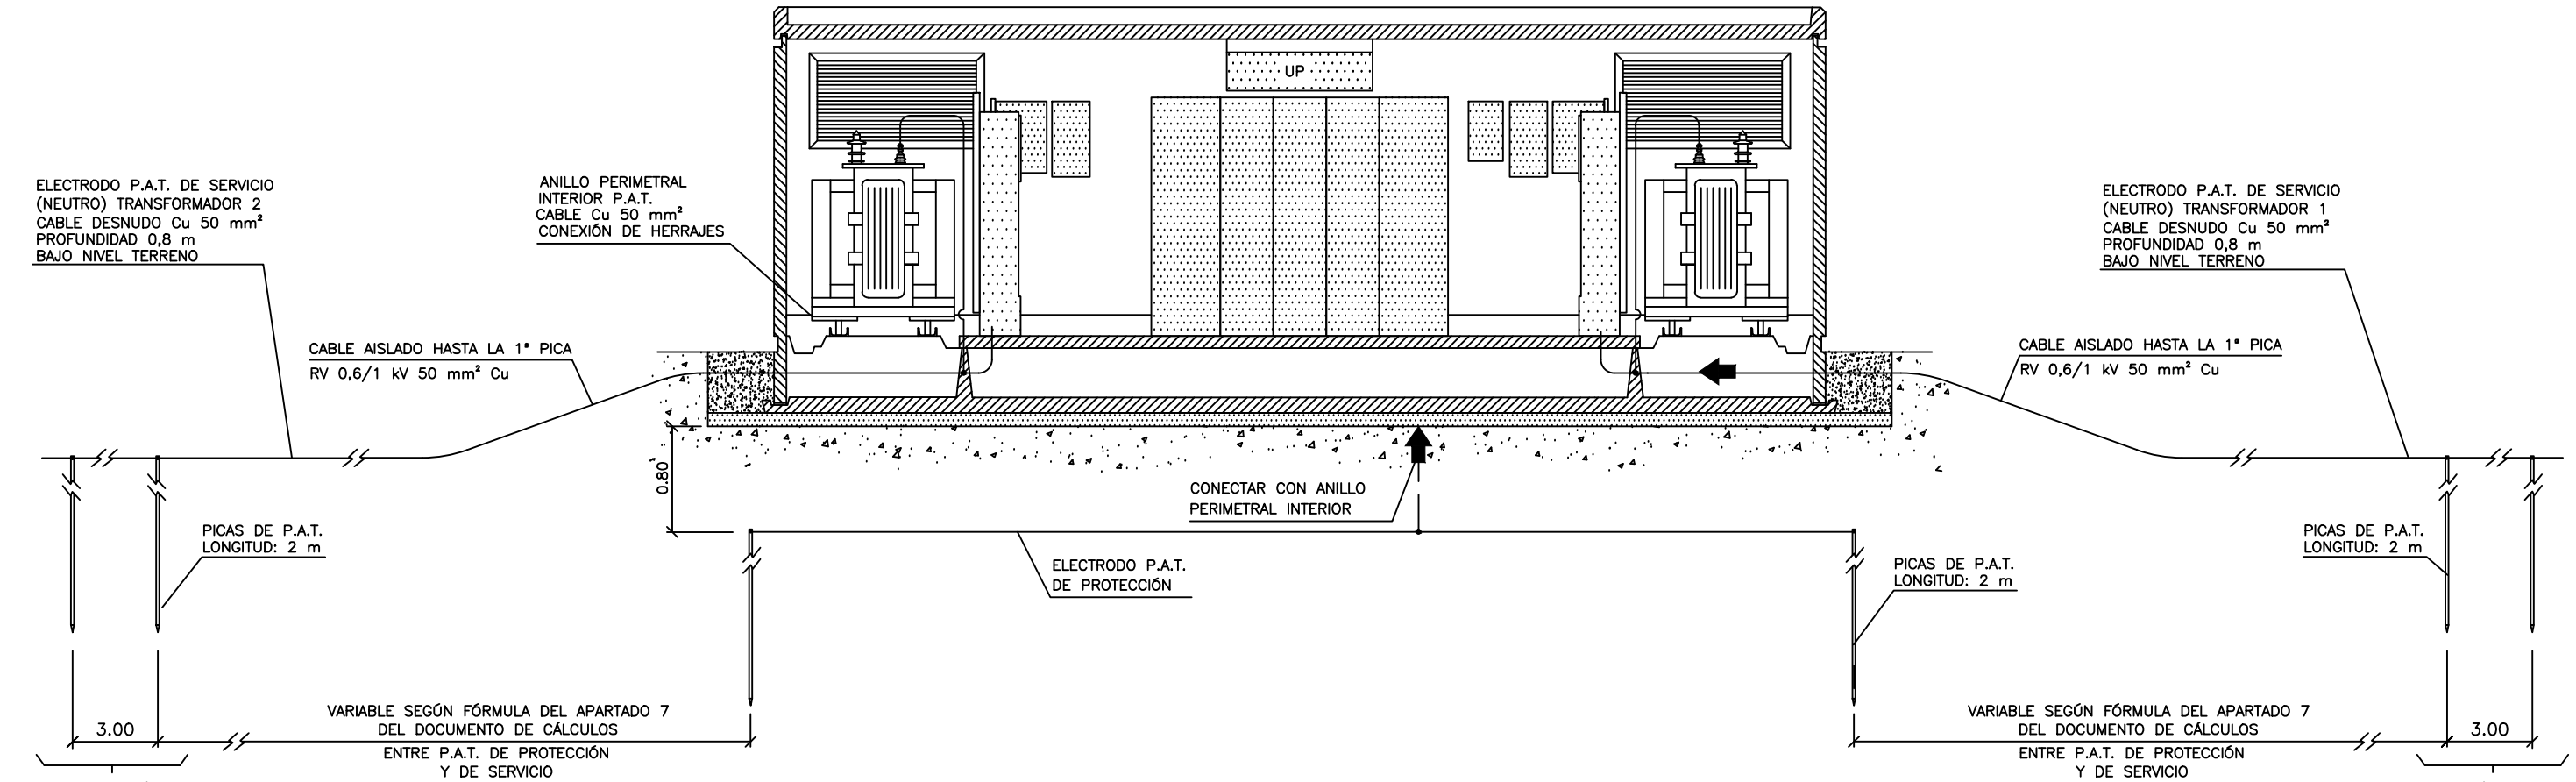 UP
ELECTRODO P.A.T. DE SERVICIO
(NEUTRO) TRANSFORMADOR 2
CABLE DESNUDO Cu 50 mm²
PROFUNDIDAD 0,8 m
BAJO NIVEL TERRENO
ANILLO PERIMETRAL
INTERIOR P.A.T.
CABLE Cu 50 mm²
CONEXIÓN DE HERRAJES
ELECTRODO P.A.T. DE SERVICIO
(NEUTRO) TRANSFORMADOR 1
CABLE DESNUDO Cu 50 mm²
PROFUNDIDAD 0,8 m
BAJO NIVEL TERRENO
CABLE AISLADO HASTA LA 1ª PICA
RV 0,6/1 kV 50 mm² Cu
CABLE AISLADO HASTA LA 1ª PICA
RV 0,6/1 kV 50 mm² Cu
0.80
CONECTAR CON ANILLO
PERIMETRAL INTERIOR
PICAS DE P.A.T.
LONGITUD: 2 m
ELECTRODO P.A.T.
DE PROTECCIÓN
PICAS DE P.A.T.
LONGITUD: 2 m
PICAS DE P.A.T.
LONGITUD: 2 m
3.00
VARIABLE SEGÚN FÓRMULA DEL APARTADO 7
DEL DOCUMENTO DE CÁLCULOS
ENTRE P.A.T. DE PROTECCIÓN
Y DE SERVICIO
VARIABLE SEGÚN FÓRMULA DEL APARTADO 7
DEL DOCUMENTO DE CÁLCULOS
ENTRE P.A.T. DE PROTECCIÓN
Y DE SERVICIO
3.00